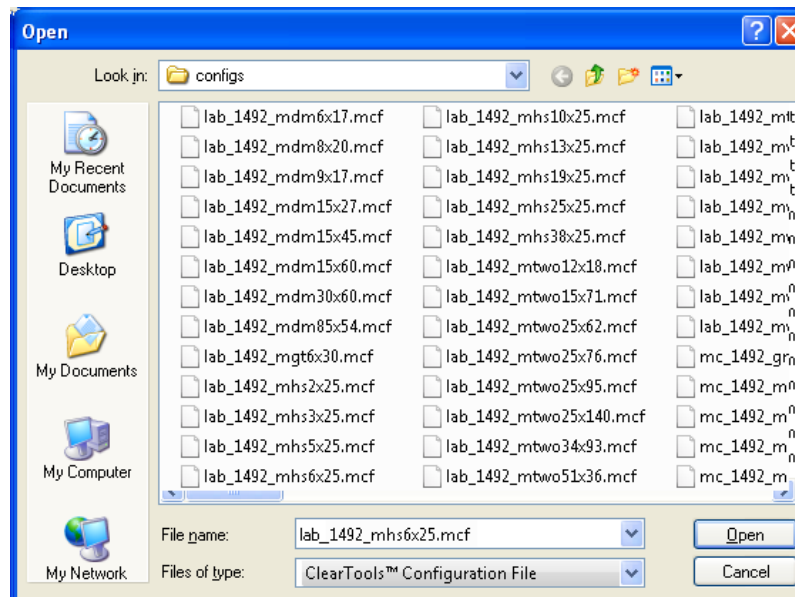 Open
Look in: configs
My Recent Documents
Desktop
My Documents
My Computer
My Network
lab_1492_mdm6x17.mcf
lab_1492_mdm8x20.mcf
lab_1492_mdm9x17.mcf
lab_1492_mdm15x27.mcf
lab_1492_mdm15x45.mcf
lab_1492_mdm15x60.mcf
lab_1492_mdm30x60.mcf
lab_1492_mdm85x54.mcf
lab_1492_mgt6x30.mcf
lab_1492_mhs2x25.mcf
lab_1492_mhs3x25.mcf
lab_1492_mhs5x25.mcf
lab_1492_mhs6x25.mcf
lab_1492_mhs10x25.mcf
lab_1492_mhs13x25.mcf
lab_1492_mhs19x25.mcf
lab_1492_mhs25x25.mcf
lab_1492_mhs38x25.mcf
lab_1492_mtwo12x18.mcf
lab_1492_mtwo15x71.mcf
lab_1492_mtwo25x62.mcf
lab_1492_mtwo25x76.mcf
lab_1492_mtwo25x95.mcf
lab_1492_mtwo25x140.mcf
lab_1492_mtwo34x93.mcf
lab_1492_mtwo51x36.mcf
File name: lab_1492_mhs6x25.mcf
Open
Files of type: ClearTools™ Configuration File
Cancel